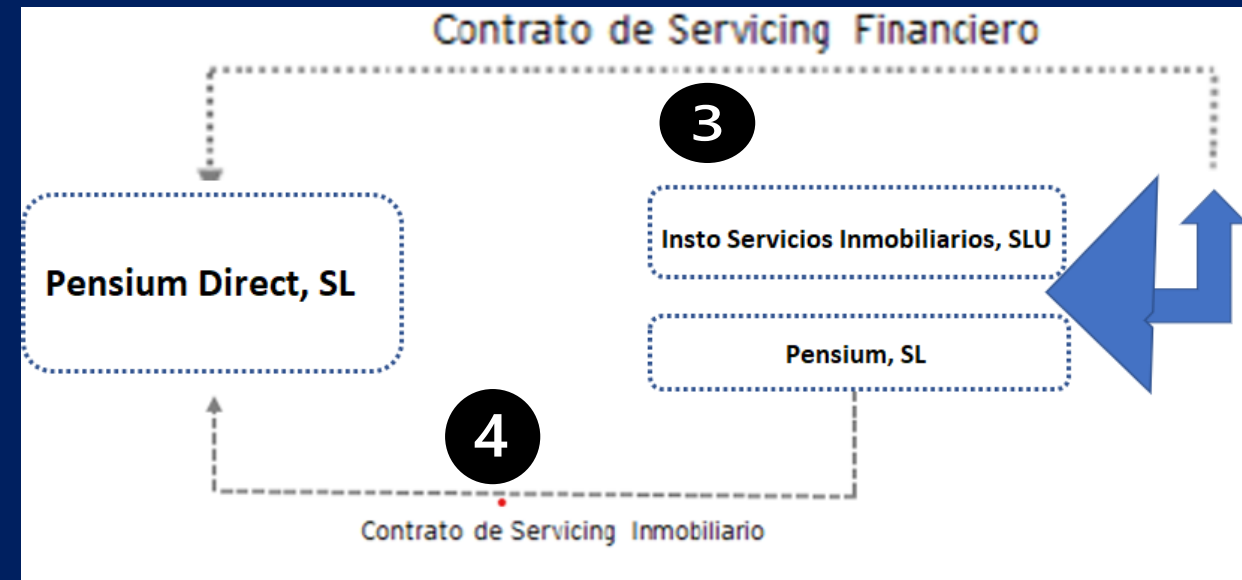 Contrato de Servicing Financiero
3
Insto Servicios Inmobiliarios, SLU
Pensium Direct, SL
Pensium, SL
4
Contrato de Servicing Inmobiliario